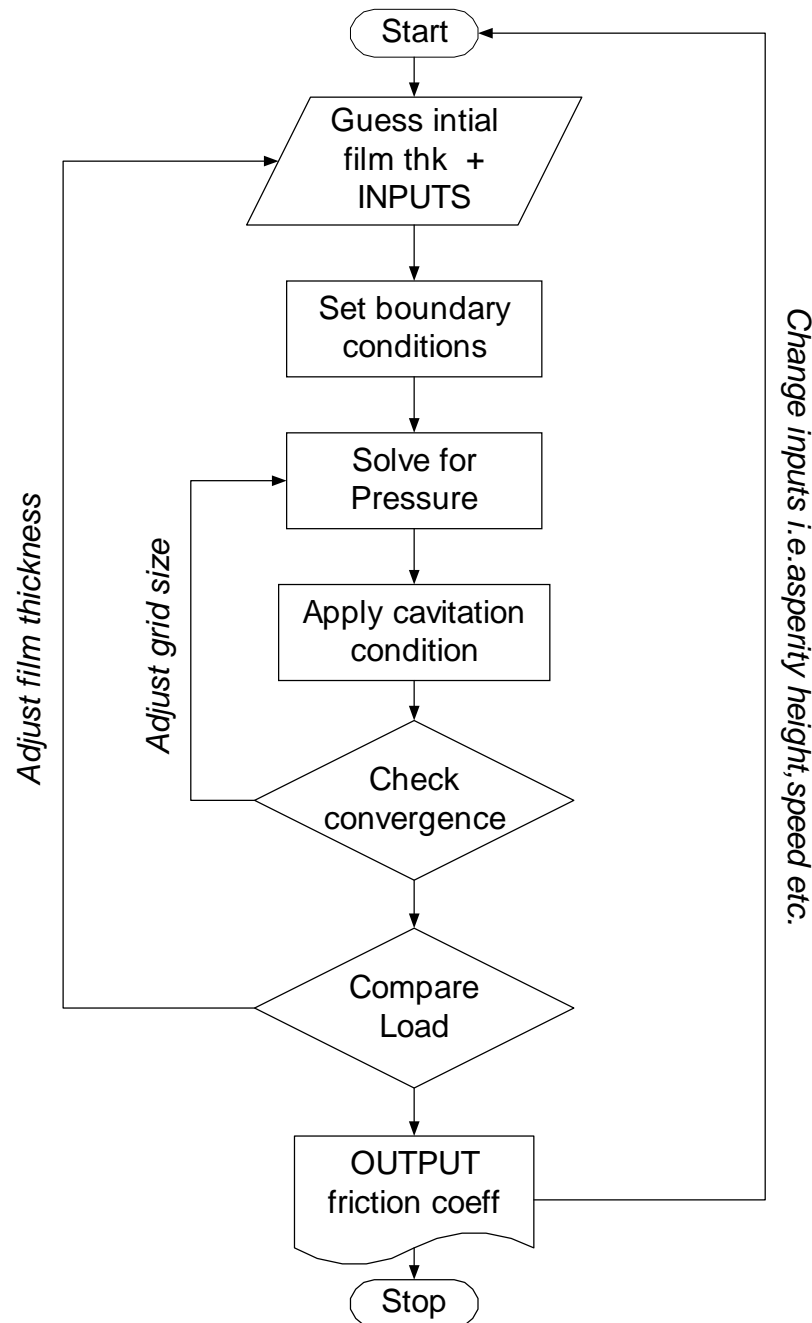 Start
Guess intial
film thk +
INPUTS
Set boundary
conditions
Solve for
Pressure
Apply cavitation
condition
Check
convergence
Compare
Load
OUTPUT
friction coeff
Stop
Adjust film thickness
Adjust grid size
Change inputs i.e.asperity height,speed etc.